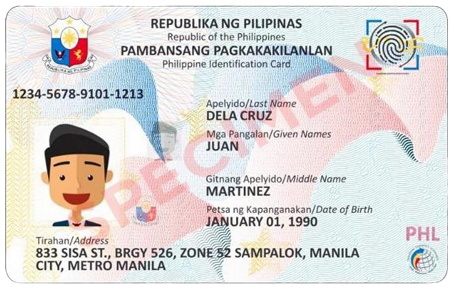 REPUBLIKA NG PILIPINAS
Republic of the Philippines
PAMBANSANG PAGKAKAKILANLAN
Philippine Identification Card
1234-5678-9101-1213
Apelyido/Last Name
DELA CRUZ
Mga Pangalan/Given Names
JUAN
Gitnang Apelyido/Middle Name
MARTINEZ
Petsa ng Kapanganakan/Date of Birth
JANUARY 01, 1990
SPECIMEN
PHL
Tirahan/Address
833 SISA ST., BRGY 526, ZONE 52 SAMPALOK, MANILA
CITY, METRO MANILA